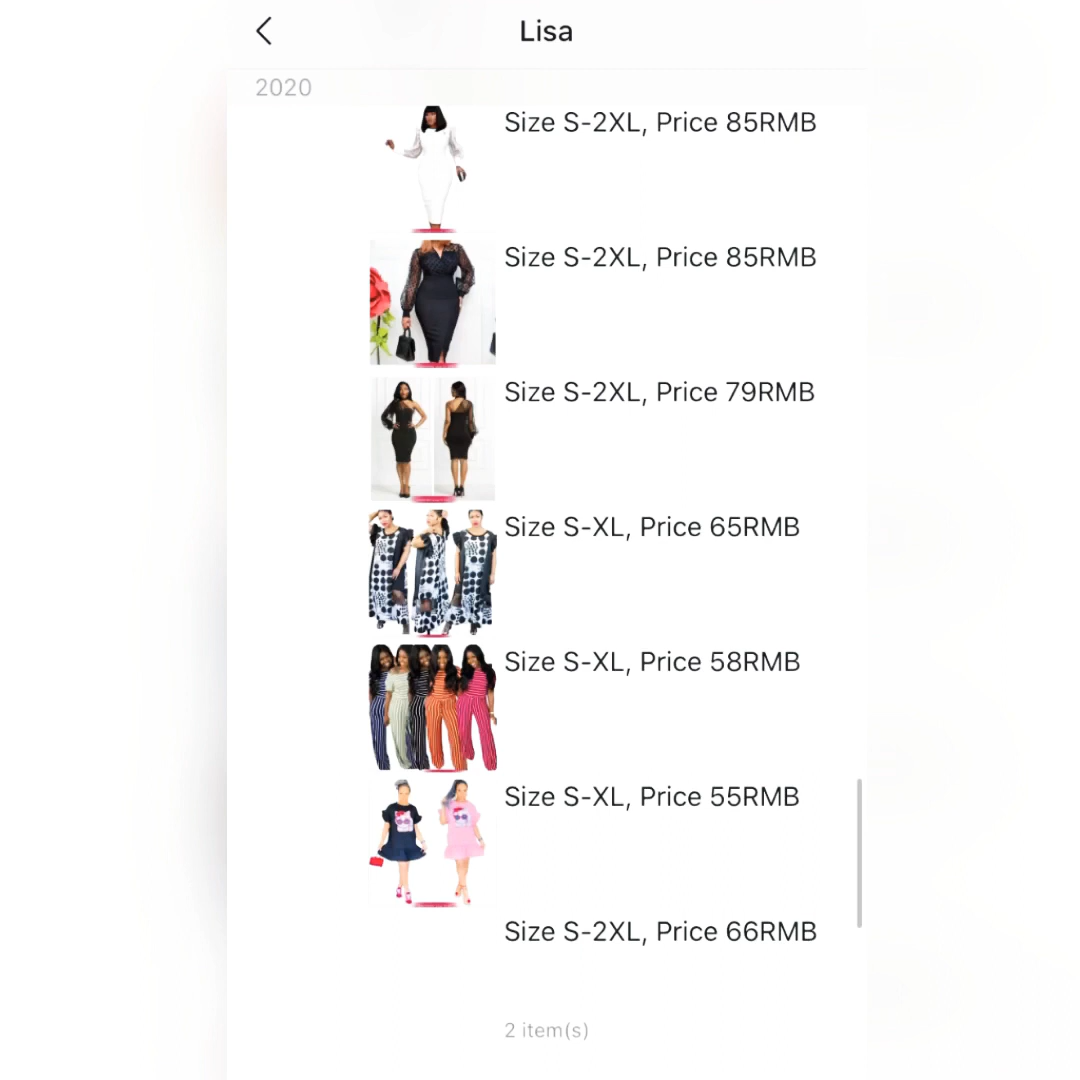 Lisa
2020
Size S-2XL, Price 85RMB
Size S-2XL, Price 85RMB
Size S-2XL, Price 79RMB
Size S-XL, Price 65RMB
Size S-XL, Price 58RMB
Size S-XL, Price 55RMB
Size S-2XL, Price 66RMB
2 item(s)